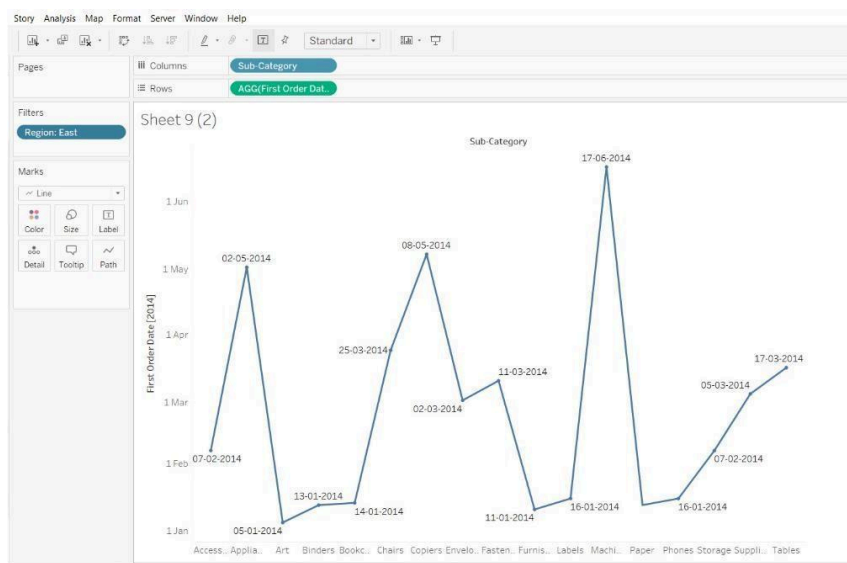 Story Analysis Map Format Server Window Help
Standard
Pages
Columns Sub-Category
Rows AGG(First Order Dat..
Filters
Region: East
Sheet 9 (2)
Sub-Category
Marks
Line
Color Size Label
Detail Tooltip Path
First Order Date [2014]
1 Jun
1 May
1 Apr
1 Mar
1 Feb
1 Jan
07-02-2014
02-05-2014
05-01-2014
13-01-2014
14-01-2014
25-03-2014
08-05-2014
02-03-2014
11-03-2014
11-01-2014
16-01-2014
17-06-2014
16-01-2014
07-02-2014
05-03-2014
17-03-2014
Access.. Applia.. Art Binders Bookc.. Chairs Copiers Envelo.. Fasten.. Furnis.. Labels Machi.. Paper Phones Storage Suppli.. Tables